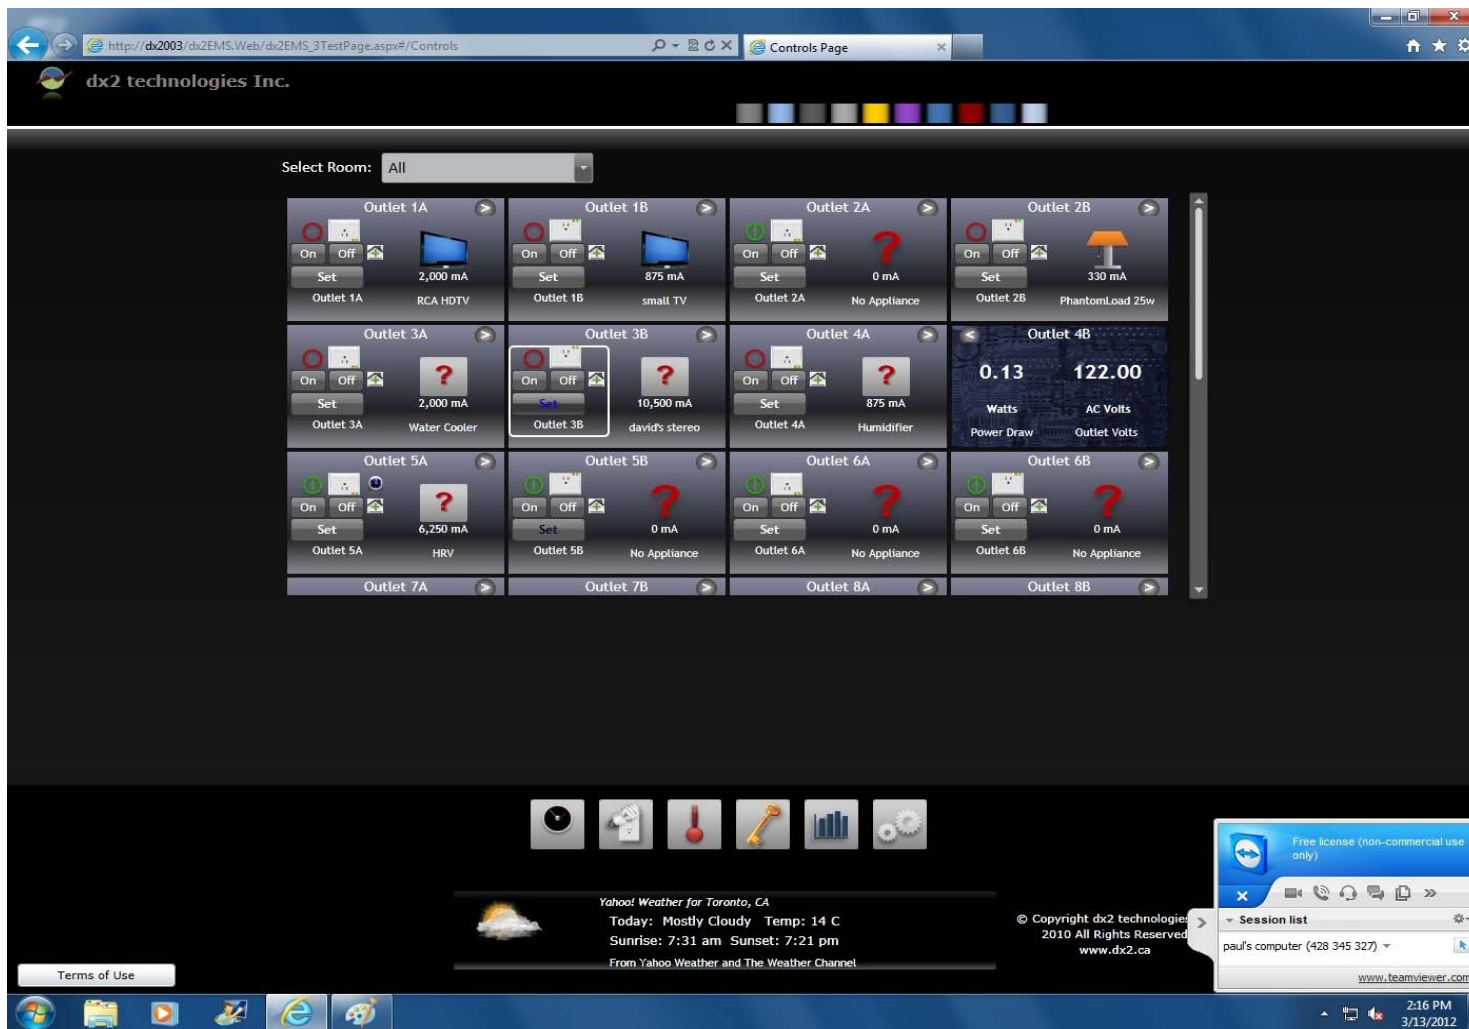 http://dx2003/dx2EMS.Web/dx2EMS_3TestPage.aspx#/Controls
Controls Page
dx2 technologies Inc.
Select Room: All
Outlet 1A > Outlet 1B > Outlet 2A > Outlet 2B >
On Off On Off On Off On Off
Set 2,000 mA Set 875 mA Set 0 mA Set 330 mA
Outlet 1A RCA HDTV Outlet 1B small TV Outlet 2A No Appliance Outlet 2B PhantomLoad 25w
Outlet 3A > Outlet 3B > Outlet 4A > < Outlet 4B
On Off ? On Off ? On Off ? 0.13 122.00
Set 2,000 mA Set 10,500 mA Set 875 mA Watts AC Volts
Outlet 3A Water Cooler Outlet 3B david's stereo Outlet 4A Humidifier Power Draw Outlet Volts
Outlet 5A > Outlet 5B > Outlet 6A > Outlet 6B >
On Off ? On Off ? On Off ? On Off ?
Set 6,250 mA Set 0 mA Set 0 mA Set 0 mA
Outlet 5A HRV Outlet 5B No Appliance Outlet 6A No Appliance Outlet 6B No Appliance
Outlet 7A > Outlet 7B > Outlet 8A > Outlet 8B >
Yahoo! Weather for Toronto, CA
Today: Mostly Cloudy Temp: 14 C
Sunrise: 7:31 am Sunset: 7:21 pm
From Yahoo Weather and The Weather Channel
© Copyright dx2 technologies
2010 All Rights Reserved
www.dx2.ca
Free license (non-commercial use
only)
Session list
paul's computer (428 345 327)
www.teamviewer.com
Terms of Use
2:16 PM
3/13/2012